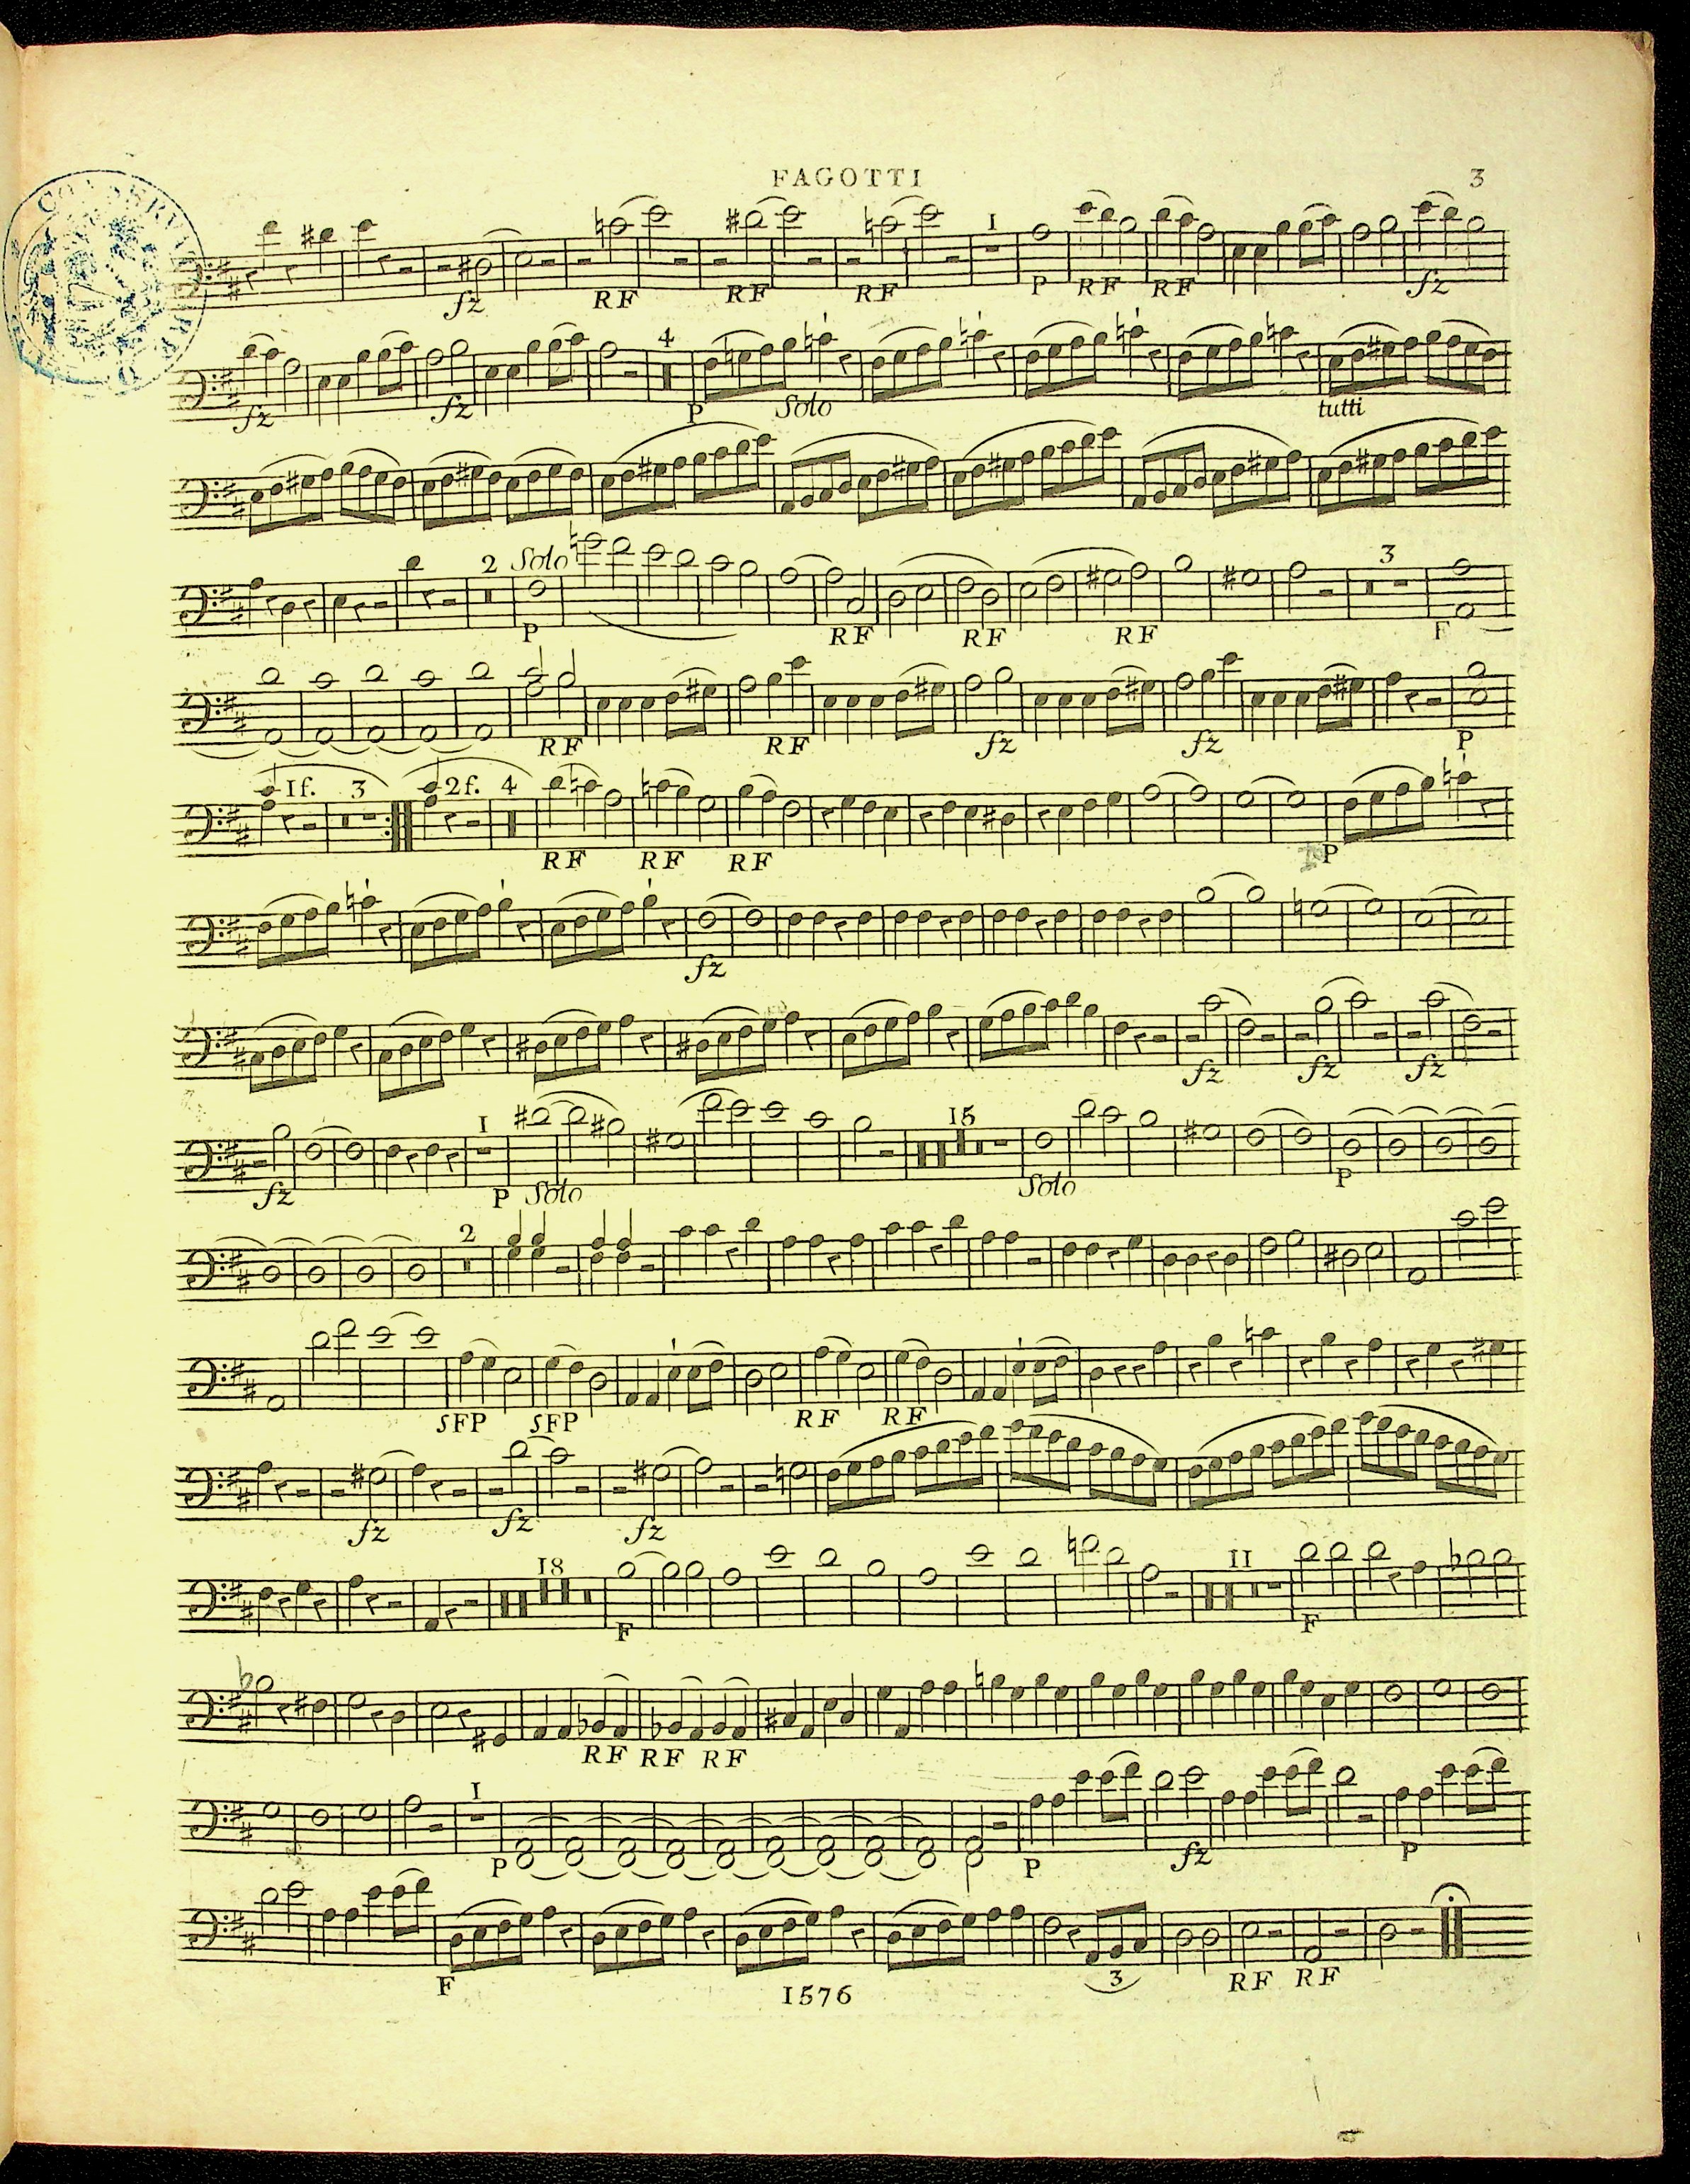 FAGOTTI 3
CONSERVAT
I
fz RF RF RF P RF RF fz
4
fz fz P Solo tutti
2 Solo 3
P RF RF RF F
RF RF fz fz P
If. 3 2f. 4
RF RF RF P
fz
fz fz fz
I 15
fz P Solo Solo P
2
SFP SFP RF RF
fz fz fz
18 II
F F
RF RF RF
I
P P fz P
F 3 RF RF
1576